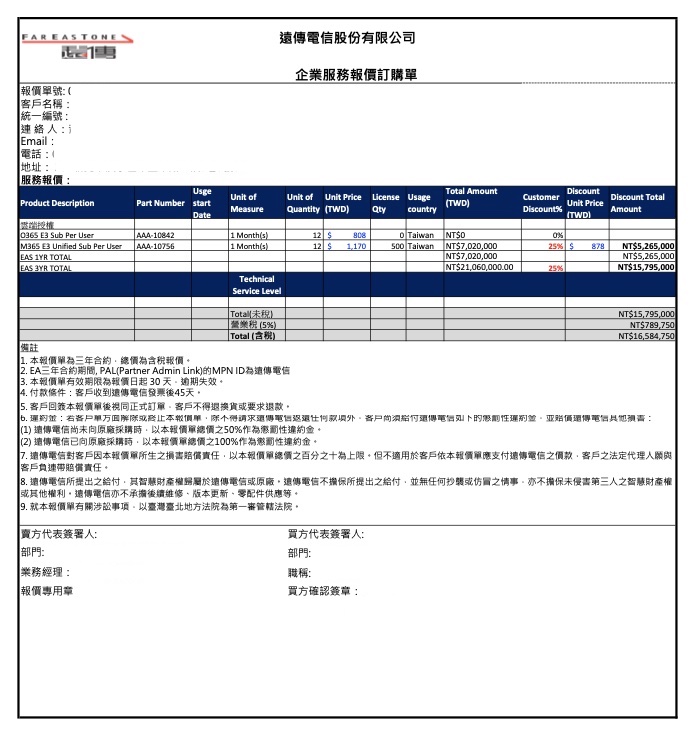 FAREASTONE
遠傳
遠傳電信股份有限公司
企業服務報價訂購單
報價單號:(
客戶名稱：
統一編號：
連 絡 人：
Email：
電話：(
地址：
服務報價：
Product Description Part Number Usge start Date Unit of Measure Unit of Quantity Unit Price (TWD) License Qty Usage country Total Amount (TWD) Customer Discount% Discount Unit Price (TWD) Discount Total Amount
雲端授權
O365 E3 Sub Per User AAA-10842 1 Month(s) 12 $ 808 0 Taiwan NT$0 0%
M365 E3 Unified Sub Per User AAA-10756 1 Month(s) 12 $ 1,170 500 Taiwan NT$7,020,000 25% $ 878 NT$5,265,000
EAS 1YR TOTAL NT$7,020,000 NT$5,265,000
EAS 3YR TOTAL NT$21,060,000.00 25% NT$15,795,000
Technical Service Level
Total(未稅) NT$15,795,000
營業稅 (5%) NT$789,750
Total (含稅) NT$16,584,750
備註
1. 本報價單為三年合約，總價為含稅報價。
2. EA三年合約期間, PAL(Partner Admin Link)的MPN ID為遠傳電信
3. 本報價單有效期限為報價日起 30 天，逾期失效。
4. 付款條件：客戶收到遠傳電信發票後45天。
5. 客戶回簽本報價單後視同正式訂單，客戶不得退換貨或要求退款。
6. 違約金：若客戶單方面解除或終止本報價單，除不得請求遠傳電信返還任何款項外，客戶尚須給付遠傳電信如下的懲罰性違約金，並賠償遠傳電信其他損害：
(1) 遠傳電信尚未向原廠採購時，以本報價單總價之50%作為懲罰性違約金。
(2) 遠傳電信已向原廠採購時，以本報價單總價之100%作為懲罰性違約金。
7. 遠傳電信對客戶因本報價單所生之損害賠償責任，以本報價單總價之百分之十為上限。但不適用於客戶依本報價單應支付遠傳電信之價款，客戶之法定代理人願與
客戶負連帶賠償責任。
8. 遠傳電信所提出之給付，其智慧財產權歸屬於遠傳電信或原廠。遠傳電信不擔保所提出之給付，並無任何抄襲或仿冒之情事，亦不擔保未侵害第三人之智慧財產權
或其他權利。遠傳電信亦不承擔後續維修、版本更新、零配件供應等。
9. 就本報價單有關涉訟事項，以臺灣臺北地方法院為第一審管轄法院。
賣方代表簽署人: 買方代表簽署人:
部門: 部門:
業務經理： 職稱:
報價專用章 買方確認簽章：